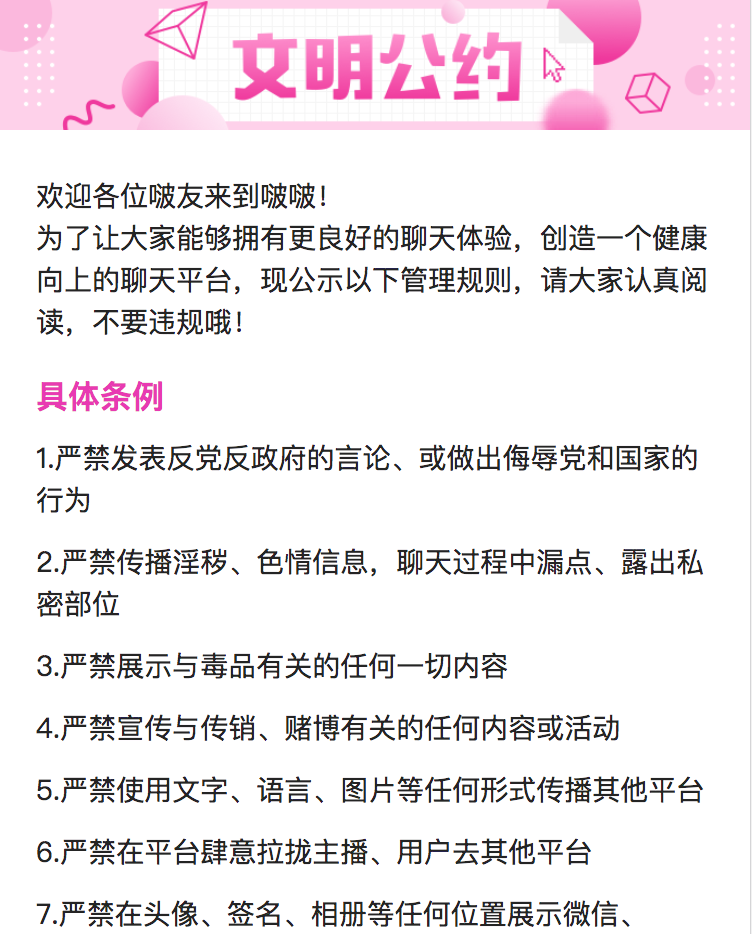 文明公约
欢迎各位啵友来到啵啵！
为了让大家能够拥有更良好的聊天体验，创造一个健康
向上的聊天平台，现公示以下管理规则，请大家认真阅
读，不要违规哦！
具体条例
1.严禁发表反党反政府的言论、或做出侮辱党和国家的
行为
2.严禁传播淫秽、色情信息，聊天过程中漏点、露出私
密部位
3.严禁展示与毒品有关的任何一切内容
4.严禁宣传与传销、赌博有关的任何内容或活动
5.严禁使用文字、语言、图片等任何形式传播其他平台
6.严禁在平台肆意拉拢主播、用户去其他平台
7.严禁在头像、签名、相册等任何位置展示微信、